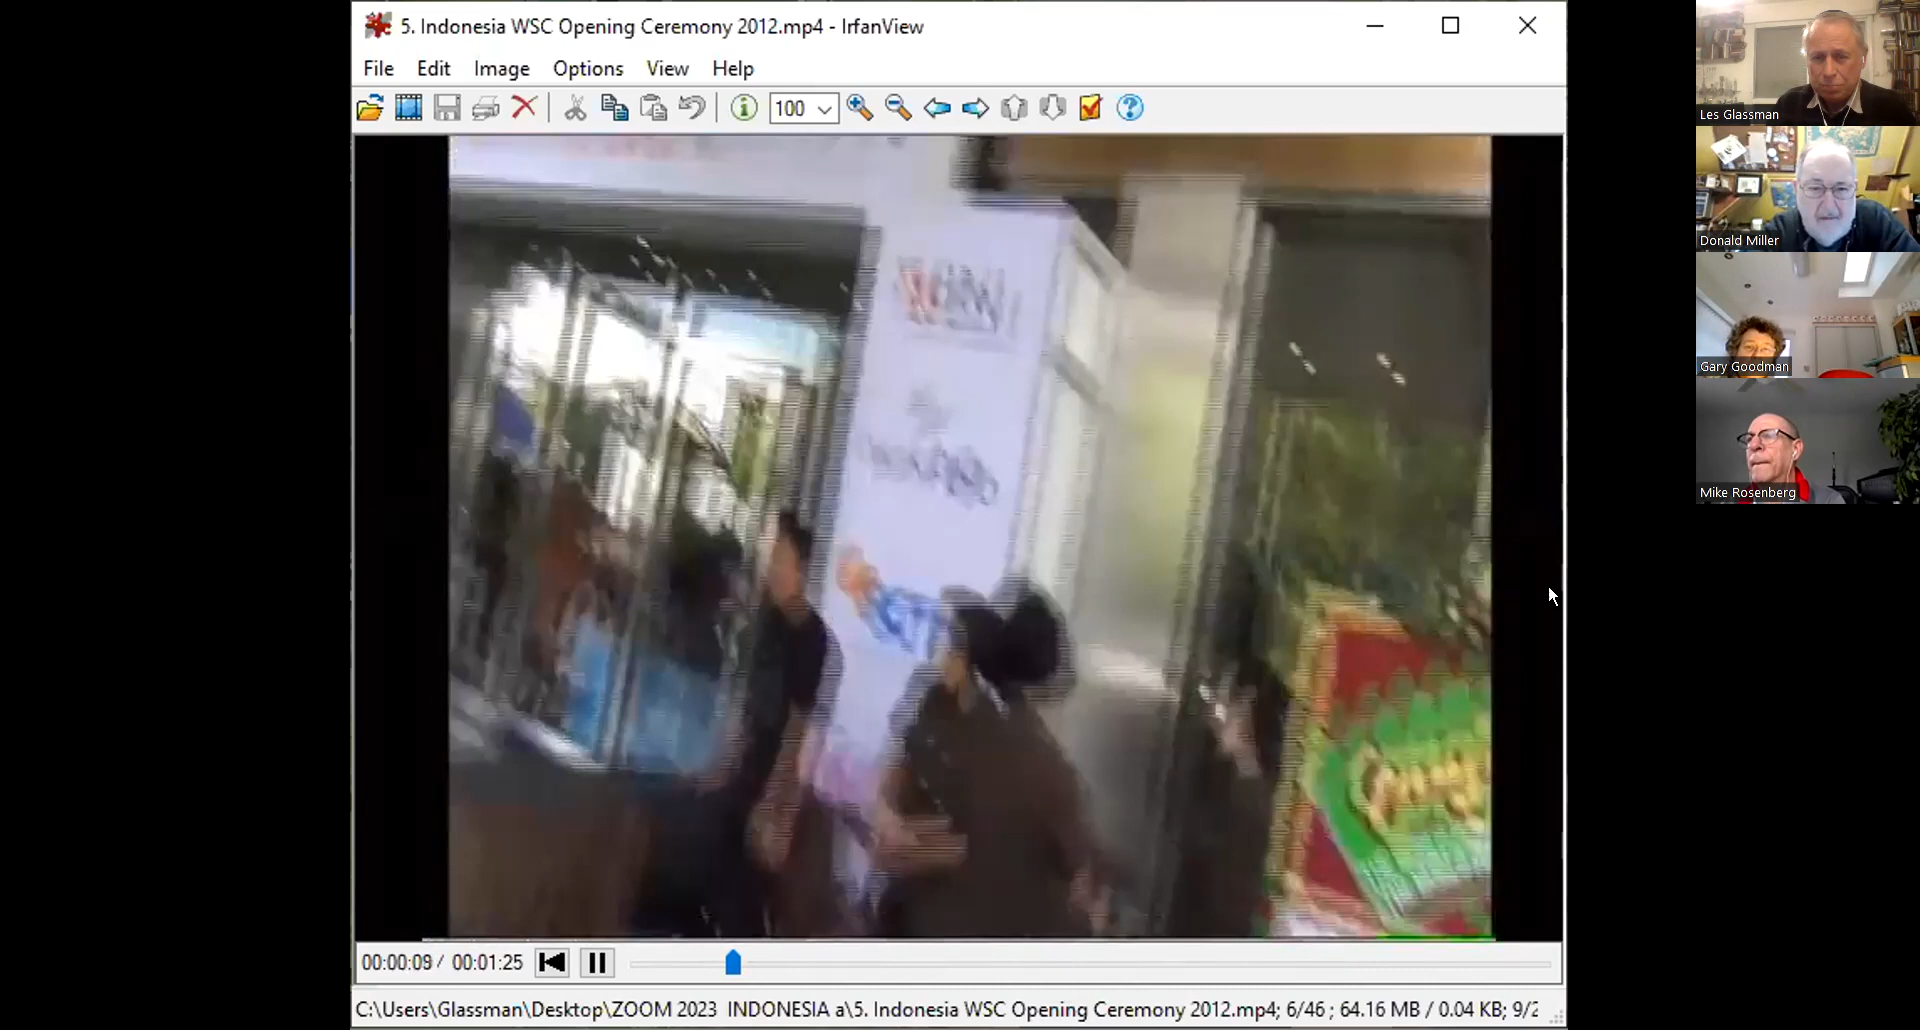 5. Indonesia WSC Opening Ceremony 2012.mp4 - IrfanView
File Edit Image Options View Help
100
BNI
00:00:09 / 00:01:25
C:\Users\Glassman\Desktop\ZOOM 2023 INDONESIA a\5. Indonesia WSC Opening Ceremony 2012.mp4; 6/46 ; 64.16 MB / 0.04 KB; 9/2
Les Glassman
Donald Miller
Gary Goodman
Mike Rosenberg